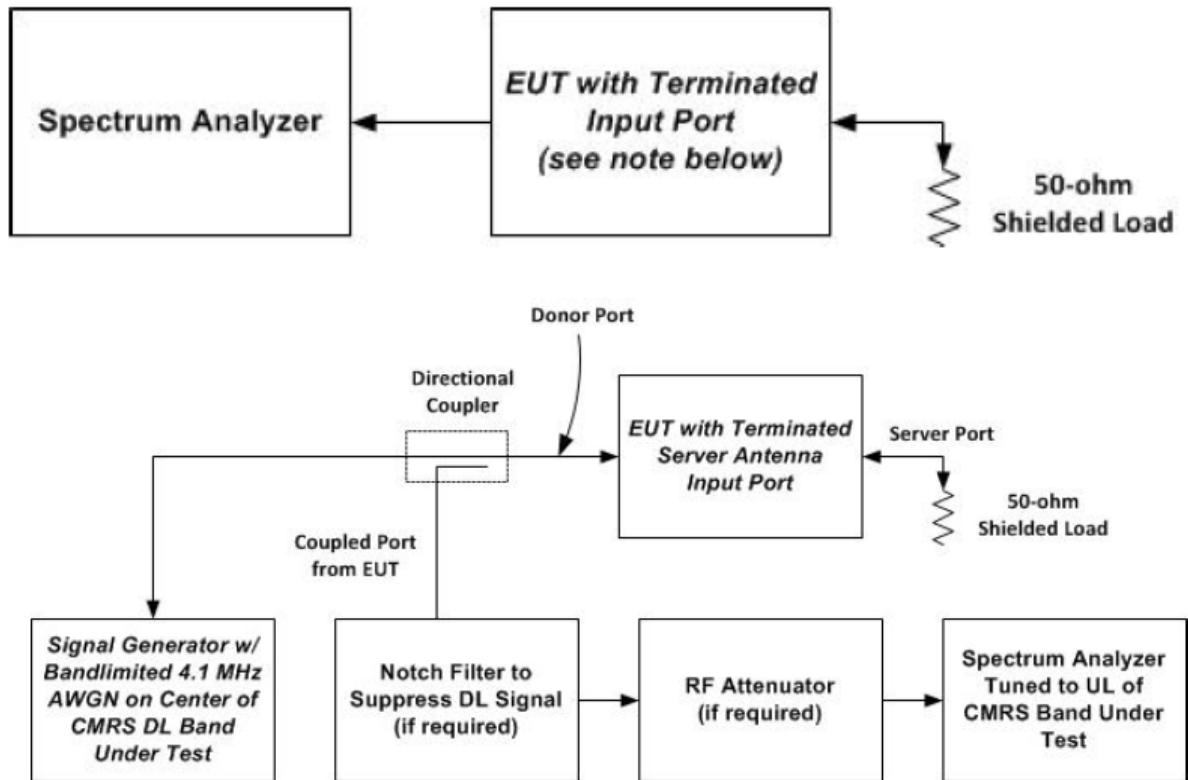 Spectrum Analyzer
EUT with Terminated
Input Port
(see note below)
50-ohm
Shielded Load
Donor Port
Directional
Coupler
EUT with Terminated
Server Antenna
Input Port
Server Port
50-ohm
Shielded Load
Coupled Port
from EUT
Signal Generator w/
Bandlimited 4.1 MHz
AWGN on Center of
CMRS DL Band
Under Test
Notch Filter to
Suppress DL Signal
(if required)
RF Attenuator
(if required)
Spectrum Analyzer
Tuned to UL of
CMRS Band Under
Test